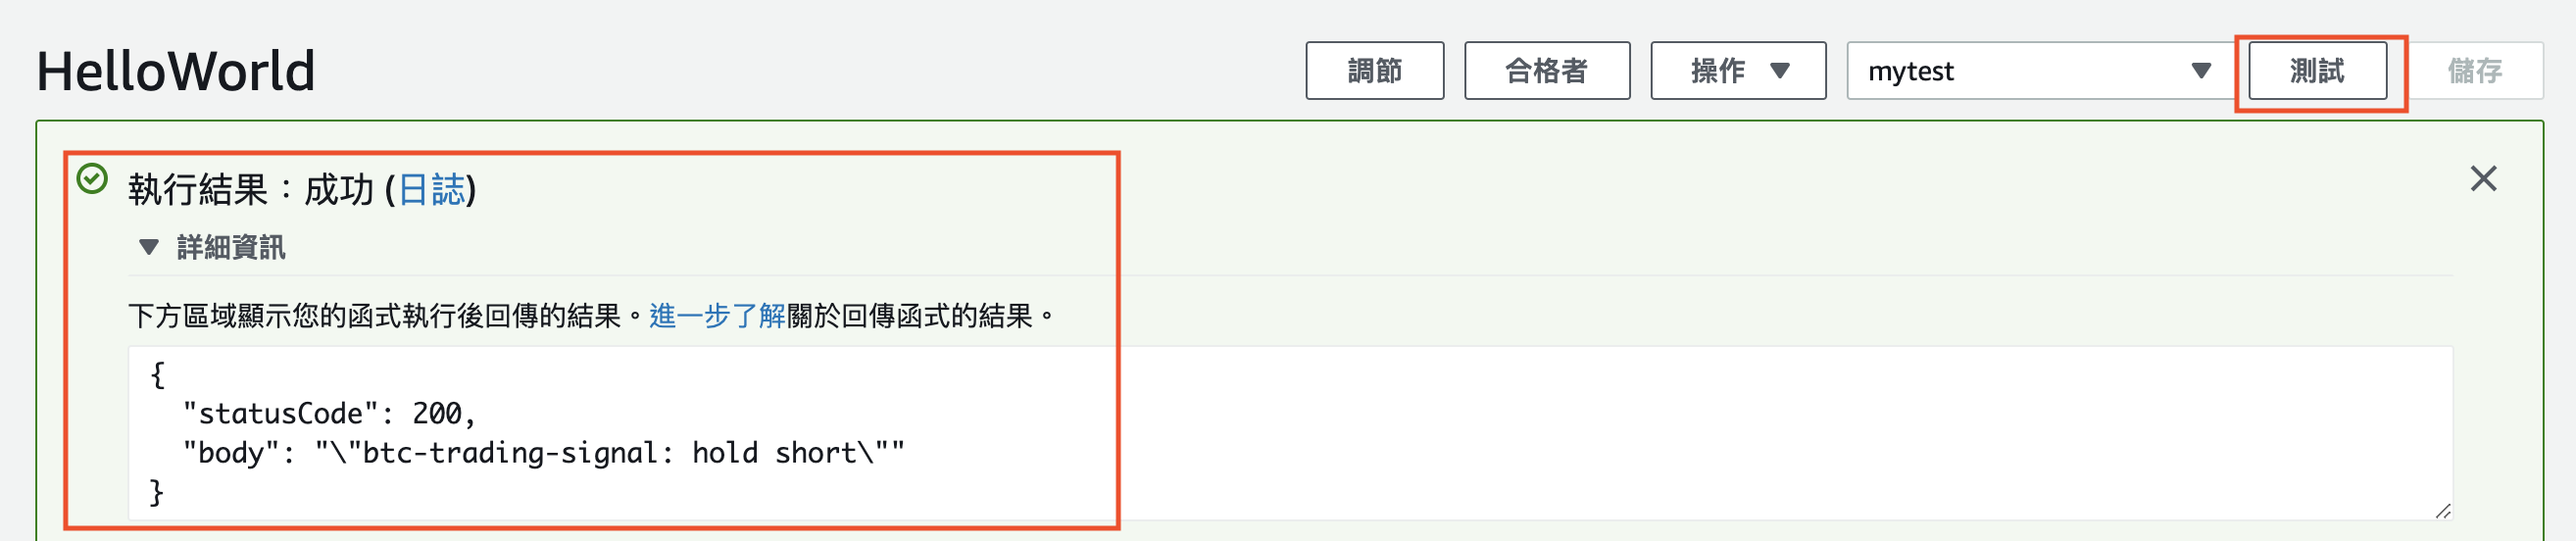 HelloWorld 調節 合格者 操作 mytest 測試 儲存
執行結果：成功 (日誌)
詳細資訊
下方區域顯示您的函式執行後回傳的結果。進一步了解關於回傳函式的結果。
{
"statusCode": 200,
"body": "\"btc-trading-signal: hold short\""
}